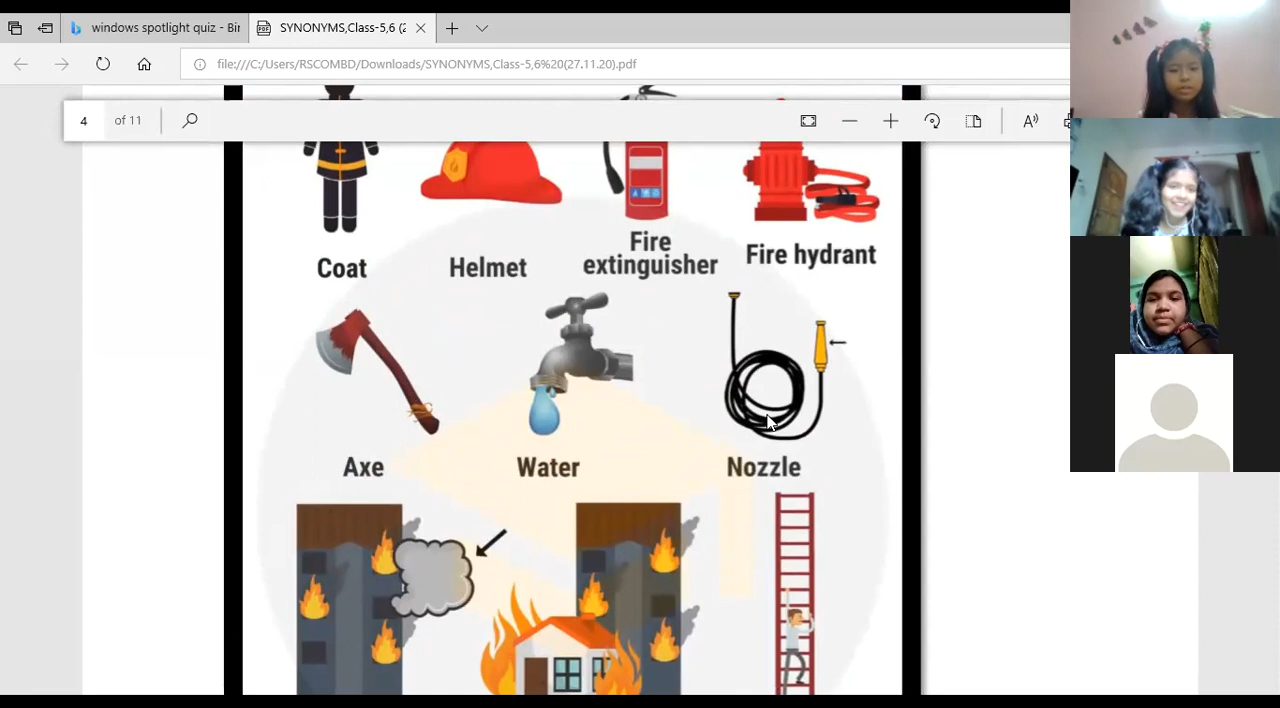 windows spotlight quiz - Bir
SYNONYMS,Class-5,6 (2
file:///C:/Users/RSCOMBD/Downloads/SYNONYMS,Class-5,6%20(27.11.20).pdf
4 of 11
Coat
Helmet
Fire
extinguisher
Fire hydrant
Axe
Water
Nozzle